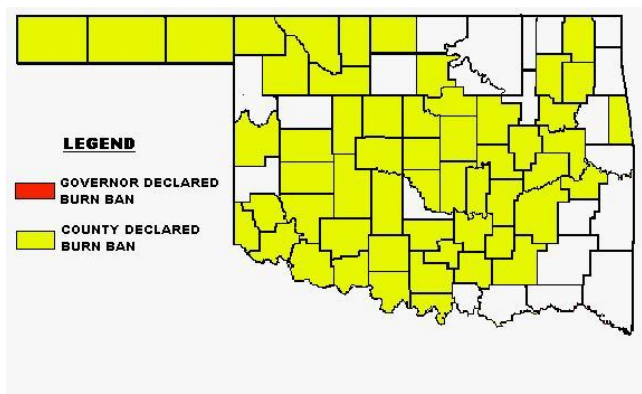 LEGEND
GOVERNOR DECLARED
BURN BAN
COUNTY DECLARED
BURN BAN